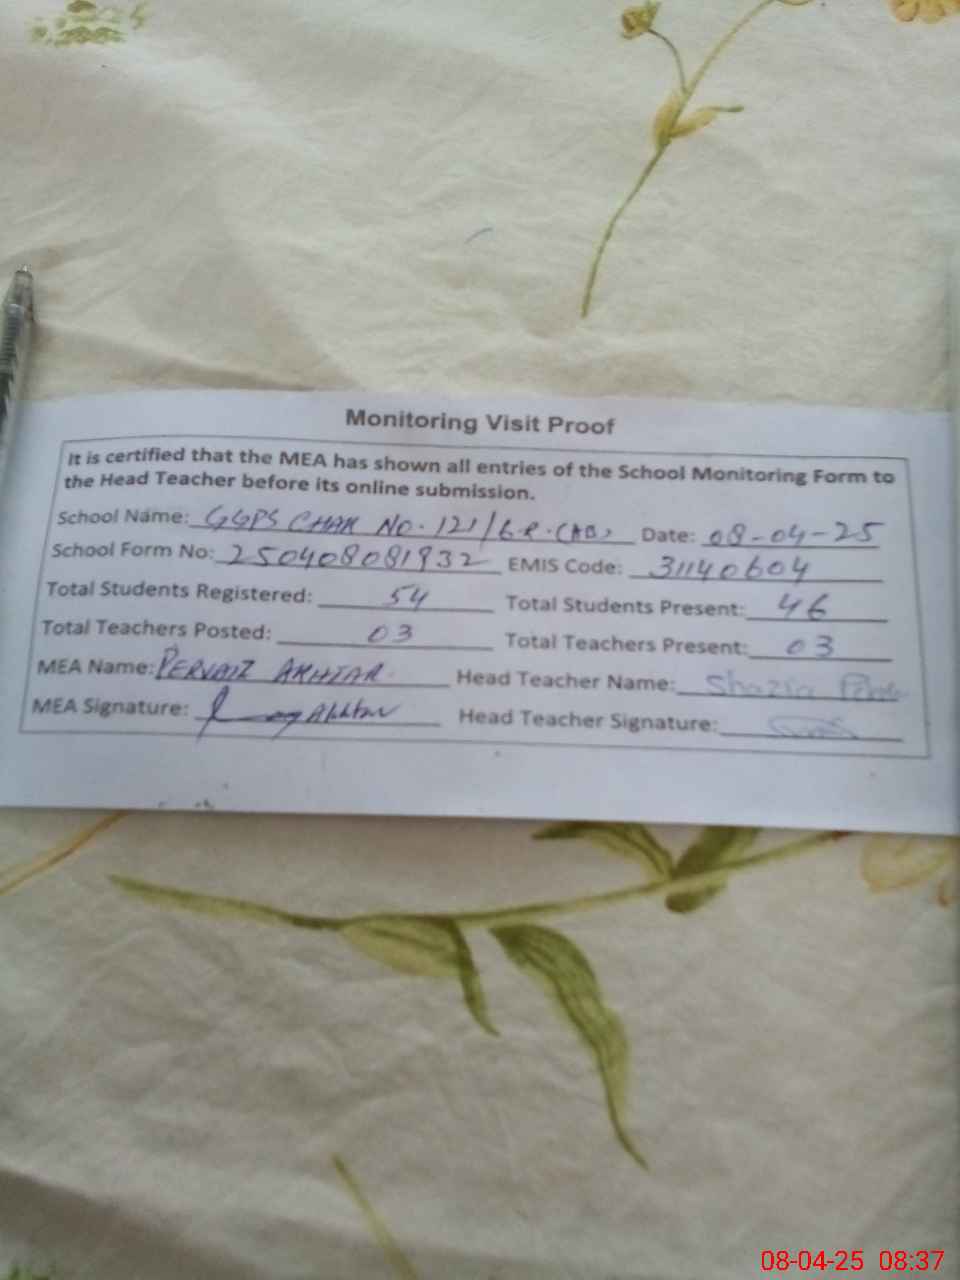 Monitoring Visit Proof
It is certified that the MEA has shown all entries of the School Monitoring Form to
the Head Teacher before its online submission.
School Name: GGPS CHAK NO. 121/6.R.(AB) Date: 08-04-25
School Form No: 250408081932 EMIS Code: 31140604
Total Students Registered: 54 Total Students Present: 46
Total Teachers Posted: 03 Total Teachers Present: 03
MEA Name: PERVAIZ AKHTAR. Head Teacher Name: Shazia
MEA Signature: Akhtar Head Teacher Signature:
08-04-25 08:37